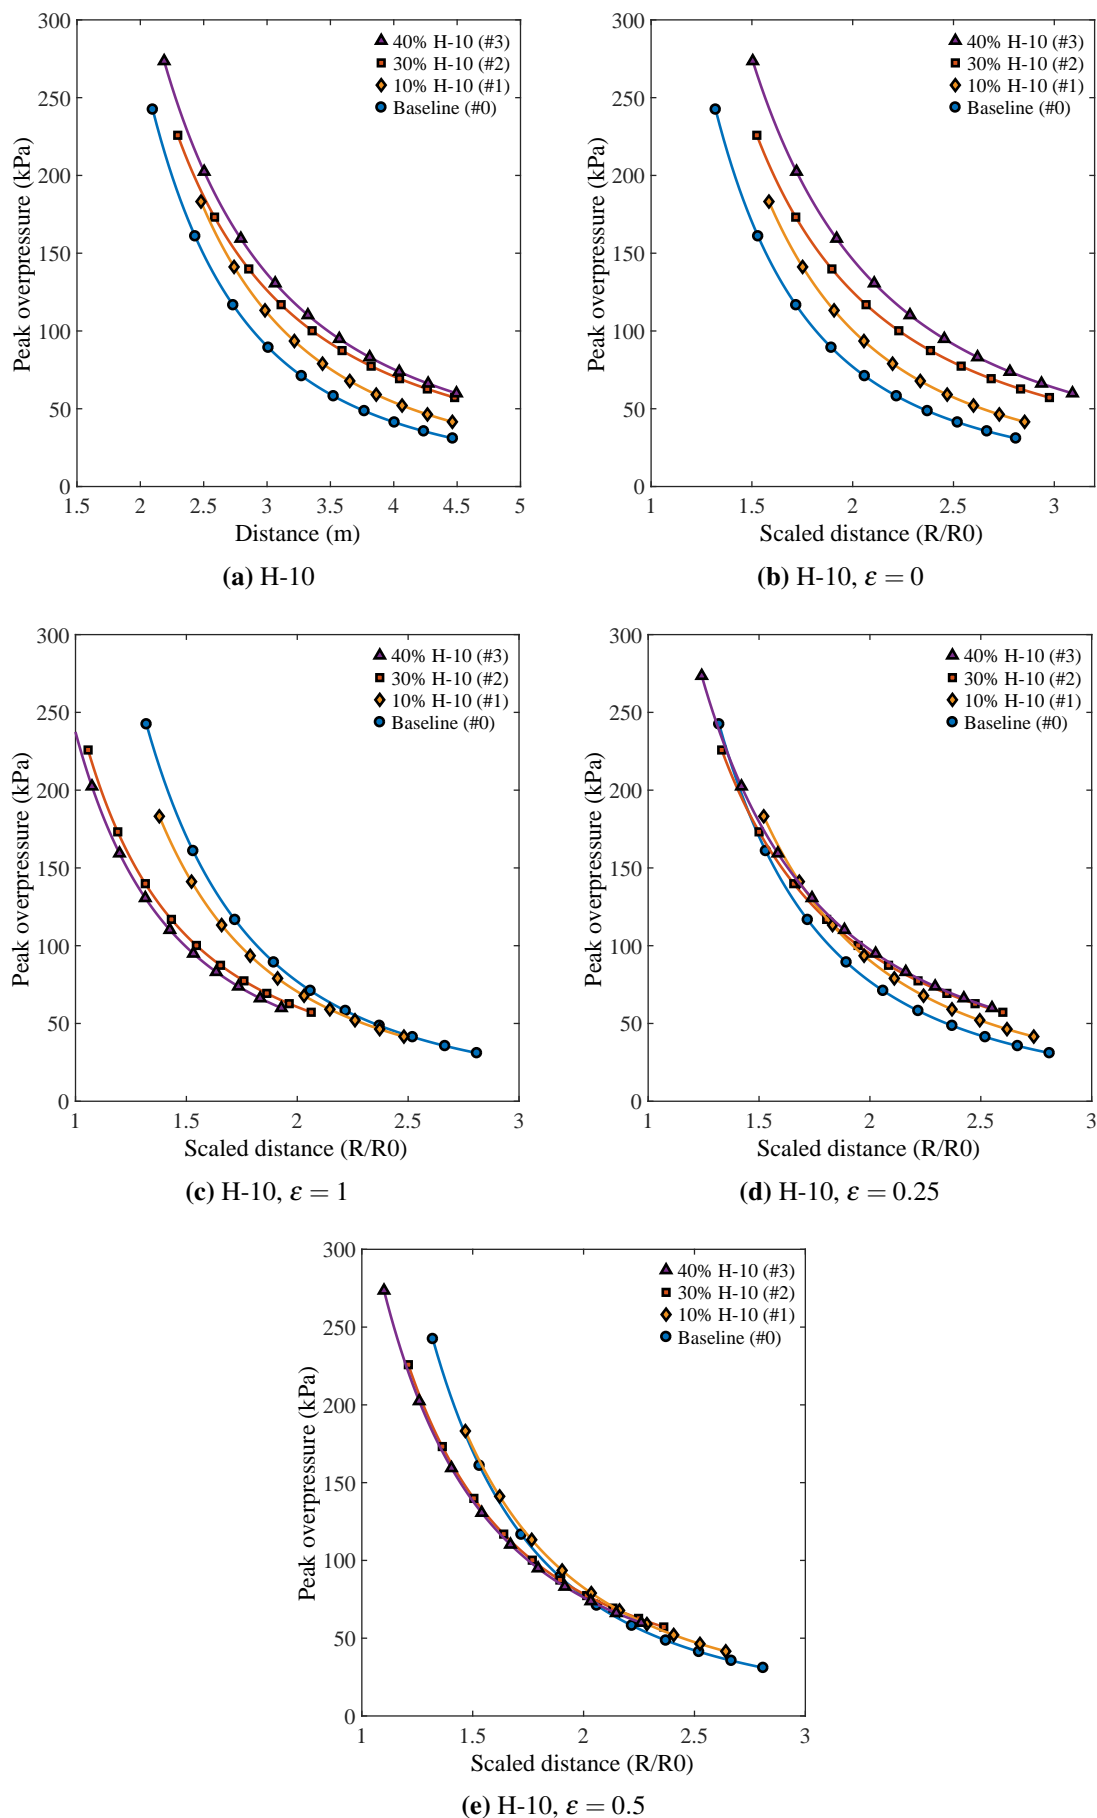 300
250
200
150
100
50
0
Peak overpressure (kPa)
40% H-10 (#3)
30% H-10 (#2)
10% H-10 (#1)
Baseline (#0)
1.5 2 2.5 3 3.5 4 4.5 5
Distance (m)
(a) H-10
300
250
200
150
100
50
0
Peak overpressure (kPa)
40% H-10 (#3)
30% H-10 (#2)
10% H-10 (#1)
Baseline (#0)
1 1.5 2 2.5 3
Scaled distance (R/R0)
(b) H-10, ε = 0
300
250
200
150
100
50
0
Peak overpressure (kPa)
40% H-10 (#3)
30% H-10 (#2)
10% H-10 (#1)
Baseline (#0)
1 1.5 2 2.5 3
Scaled distance (R/R0)
(c) H-10, ε = 1
300
250
200
150
100
50
0
Peak overpressure (kPa)
40% H-10 (#3)
30% H-10 (#2)
10% H-10 (#1)
Baseline (#0)
1 1.5 2 2.5 3
Scaled distance (R/R0)
(d) H-10, ε = 0.25
300
250
200
150
100
50
0
Peak overpressure (kPa)
40% H-10 (#3)
30% H-10 (#2)
10% H-10 (#1)
Baseline (#0)
1 1.5 2 2.5 3
Scaled distance (R/R0)
(e) H-10, ε = 0.5